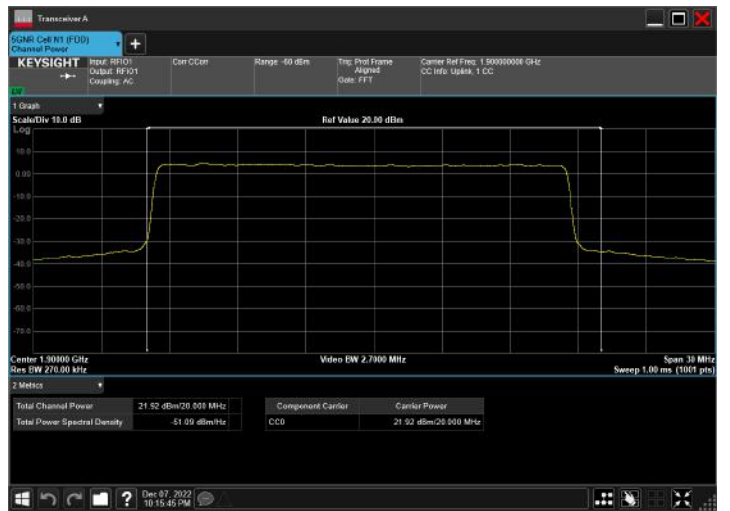 Transceiver A
5GNR Cell N1 (FDD)
Channel Power
+
KEYSIGHT
Input: RFIO1
Output: RFIO1
Coupling: AC
Corr CCorr
Range -60 dBm
Trig: Prot Frame
Aligned
Gate: FFT
Carrier Ref Freq: 1.900000000 GHz
CC Info: Uplink, 1 CC
1 Graph
Scale/Div 10.0 dB
Ref Value 20.00 dBm
Log
10.0
0.00
-10.0
-20.0
-30.0
-40.0
-50.0
-60.0
-70.0
Center 1.90000 GHz
Video BW 2.7000 MHz
Span 30 MHz
Res BW 270.00 kHz
Sweep 1.00 ms (1001 pts)
2 Metrics
Total Channel Power 21.92 dBm/20.000 MHz
Total Power Spectral Density -51.09 dBm/Hz
Component Carrier Carrier Power
CC0 21.92 dBm/20.000 MHz
?
Dec 07, 2022
10:15:45 PM